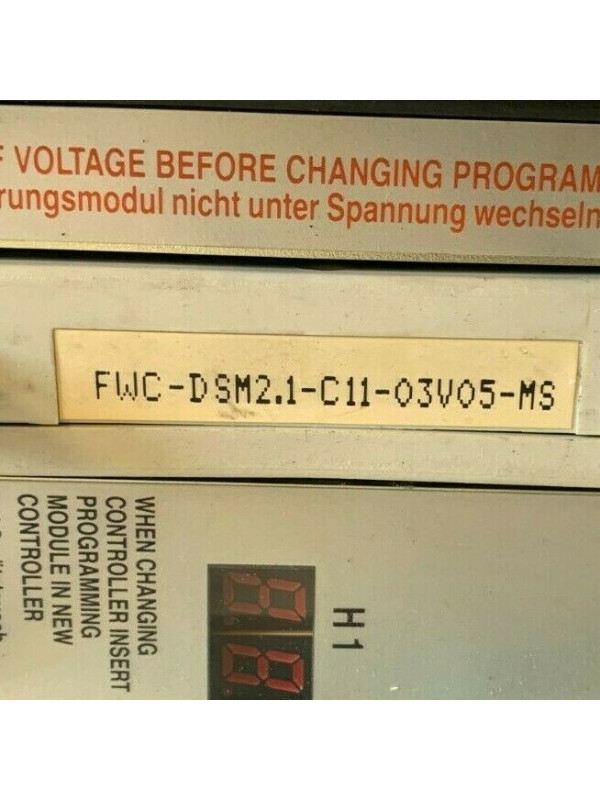 F VOLTAGE BEFORE CHANGING PROGRAM
rungsmodul nicht unter Spannung wechseln
FWC-DSM2.1-C11-03V05-MS
WHEN CHANGING
CONTROLLER INSERT
PROGRAMMING
MODULE IN NEW
CONTROLLER
H1